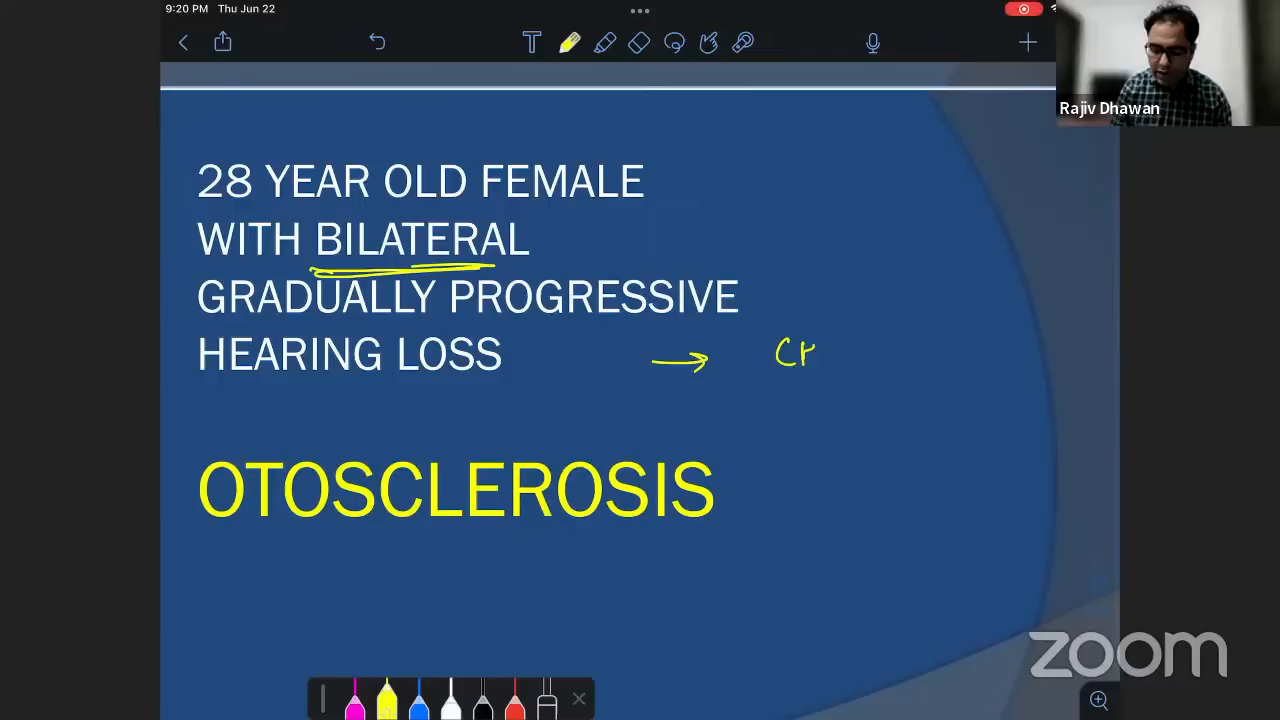 9:20 PM Thu Jun 22
Rajiv Dhawan
28 YEAR OLD FEMALE
WITH BILATERAL
GRADUALLY PROGRESSIVE
HEARING LOSS
OTOSCLEROSIS
zoom